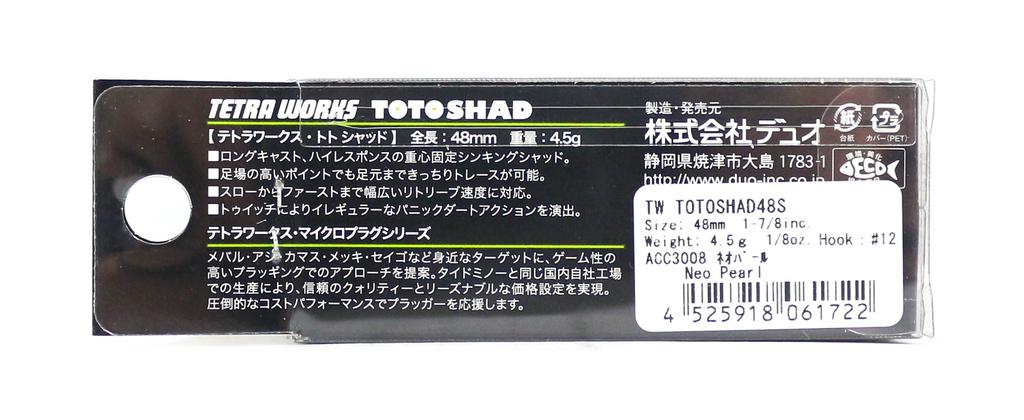 TETRA WORKS TOTOSHAD
【テトラワークス・トト シャッド】 全長:48mm 重量:4.5g
■ロングキャスト、ハイレスポンスの重心固定シンキングシャッド。
■足場の高いポイントでも足元まできっちりトレースが可能。
■スローからファーストまで幅広いリトリーブ速度に対応。
■トゥイッチによりイレギュラーなパニックダートアクションを演出。
テトラワークス・マイクロプラグシリーズ
メバル・アジ・カマス・メッキ・セイゴなど身近なターゲットに、ゲーム性の
高いプラッギングでのアプローチを提案。タイドミノーと同じ国内自社工場
での生産により、信頼のクォリティーとリーズナブルな価格設定を実現。
圧倒的なコストパフォーマンスでプラッガーを応援します。
製造・発売元
株式会社デュオ
静岡県焼津市大島 1783-1
http://www.duo-inc.co.jp
紙
台紙
プラ
カバー(PET)
環境・美化
ECO
TW TOTOSHAD48S
Size: 48mm 1-7/8inc.
Weight: 4.5g 1/8oz. Hook : #12
ACC3008 ネオパール
Neo Pearl
4 525918 061722